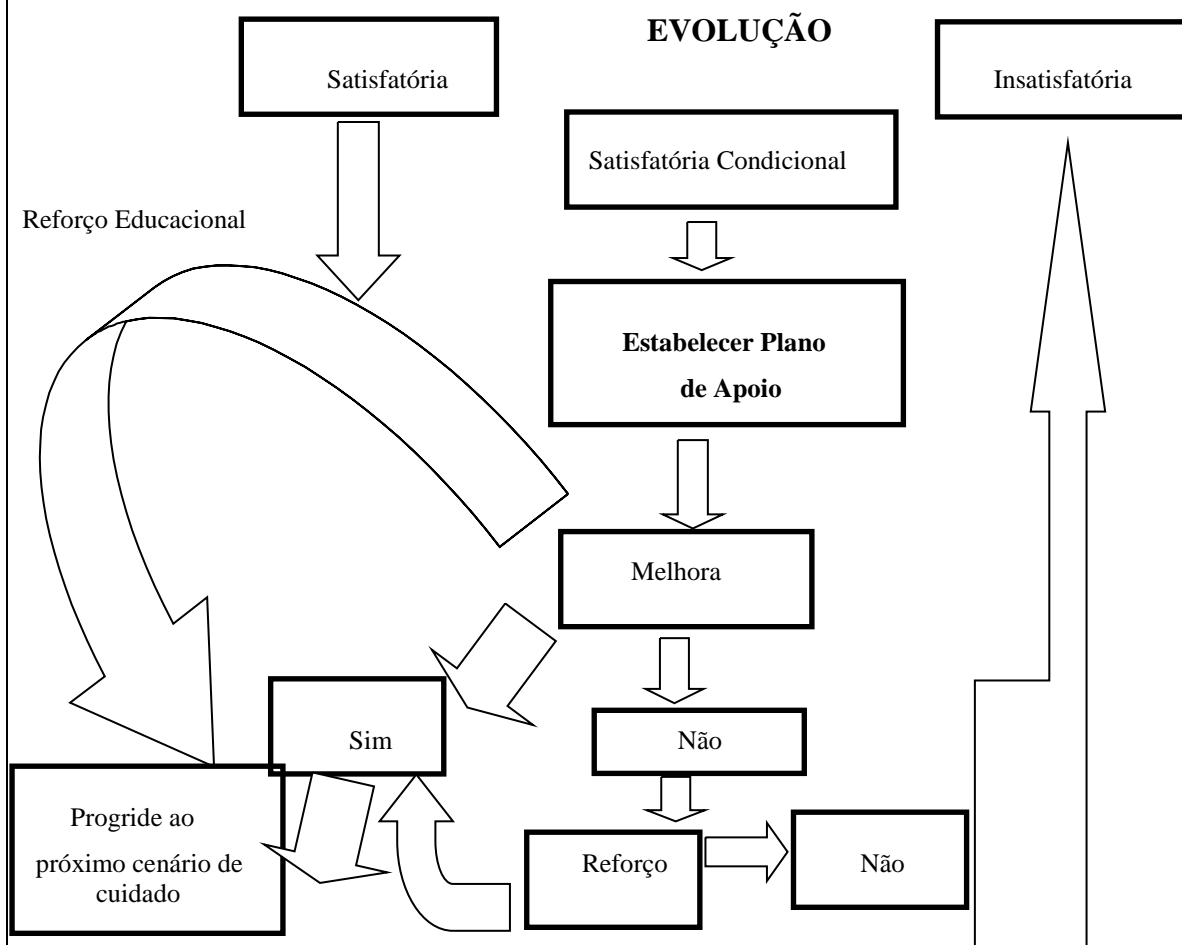 EVOLUÇÃO
Satisfatória
Insatisfatória
Satisfatória Condicional
Reforço Educacional
Estabelecer Plano
de Apoio
Melhora
Sim
Não
Progride ao
próximo cenário de
cuidado
Reforço
Não